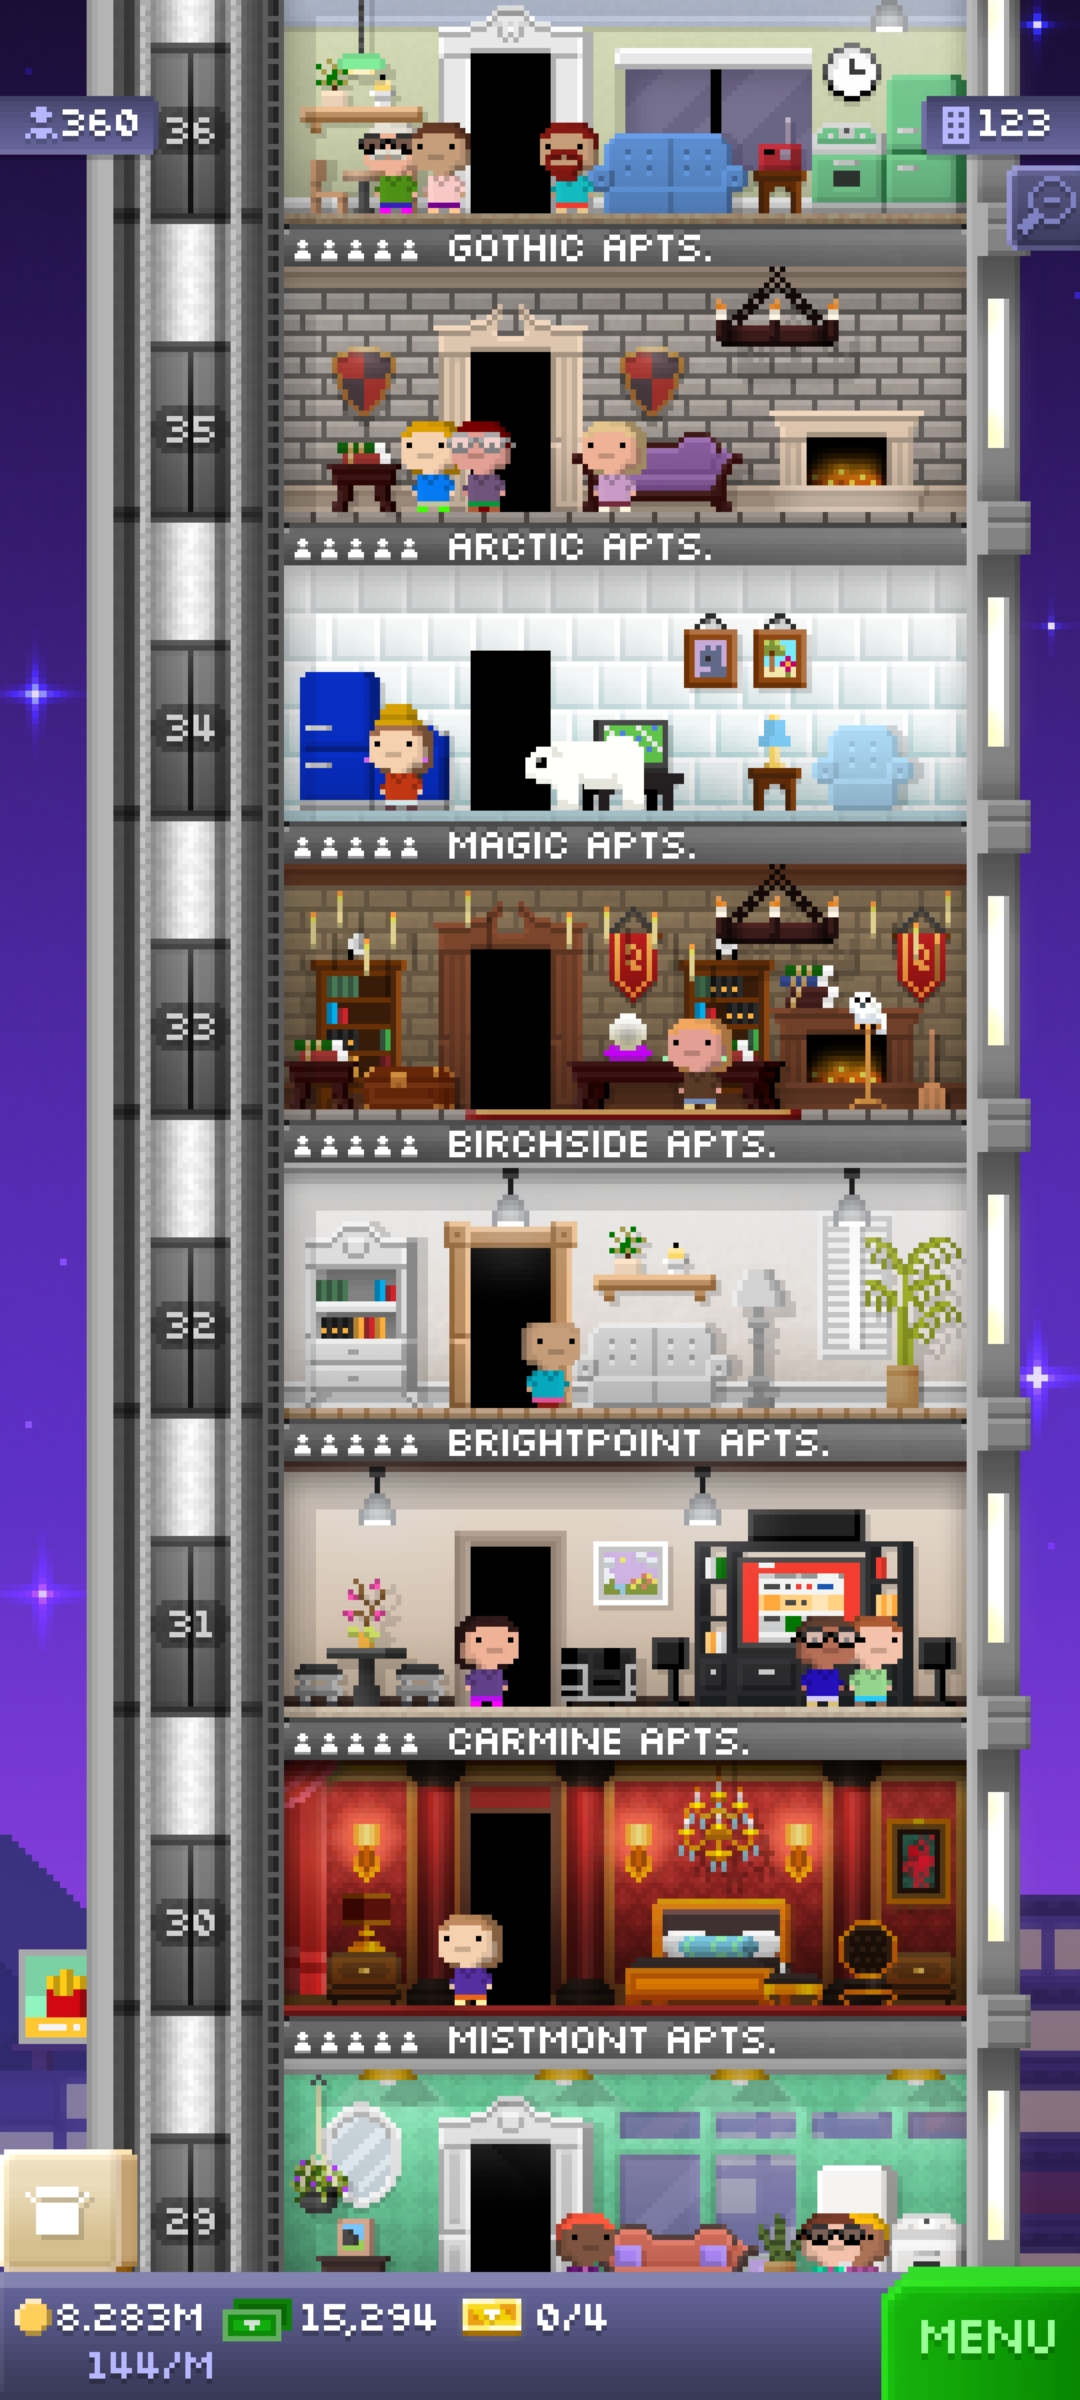 360
36
123
GOTHIC APTS.
35
ARCTIC APTS.
34
MAGIC APTS.
33
BIRCHSIDE APTS.
32
BRIGHTPOINT APTS.
31
CARMINE APTS.
30
MISTMONT APTS.
29
8.283M 15,294 0/4
144/M
MENU